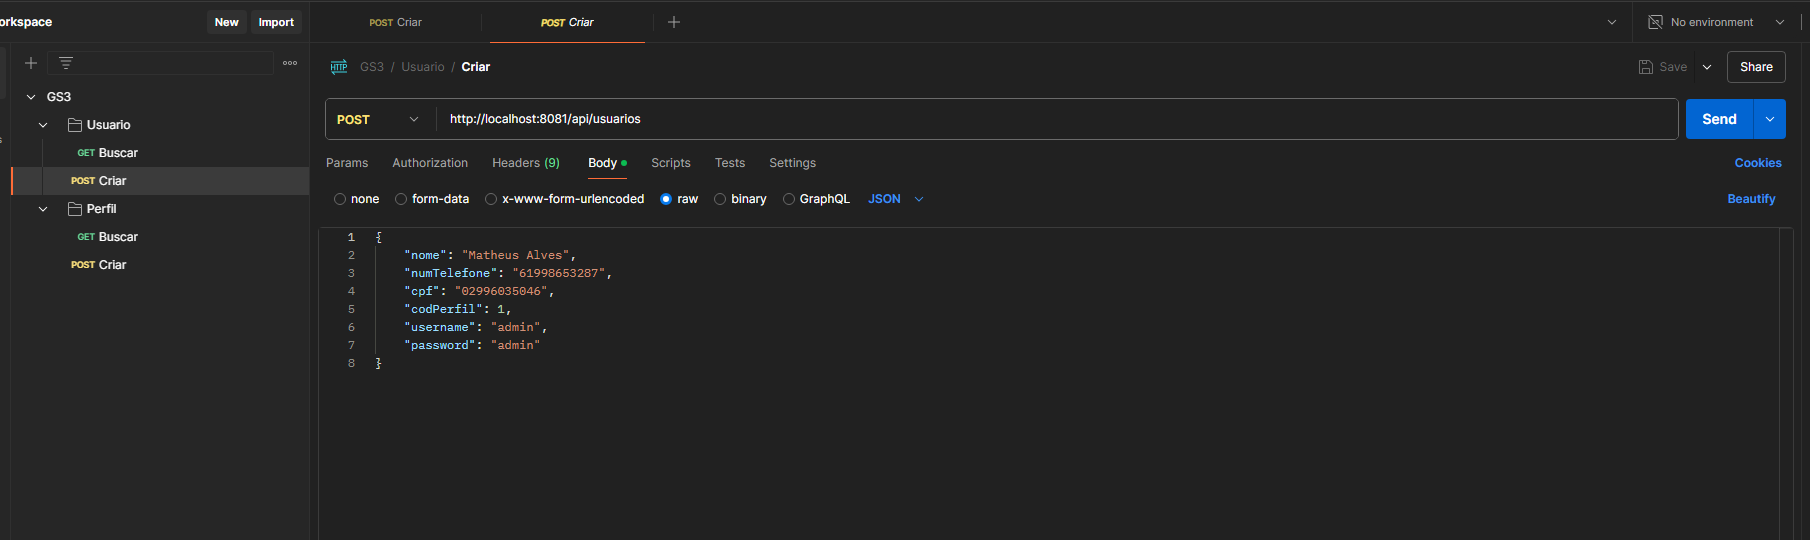 orkspace New Import POST Criar POST Criar No environment
GS3 / Usuario / Criar Save Share
GS3
POST http://localhost:8081/api/usuarios Send
Usuario
GET Buscar
Params Authorization Headers (9) Body Scripts Tests Settings Cookies
POST Criar
none form-data x-www-form-urlencoded raw binary GraphQL JSON Beautify
Perfil
GET Buscar
POST Criar
1 {
2 "nome": "Matheus Alves",
3 "numTelefone": "61998653287",
4 "cpf": "02996035046",
5 "codPerfil": 1,
6 "username": "admin",
7 "password": "admin"
8 }